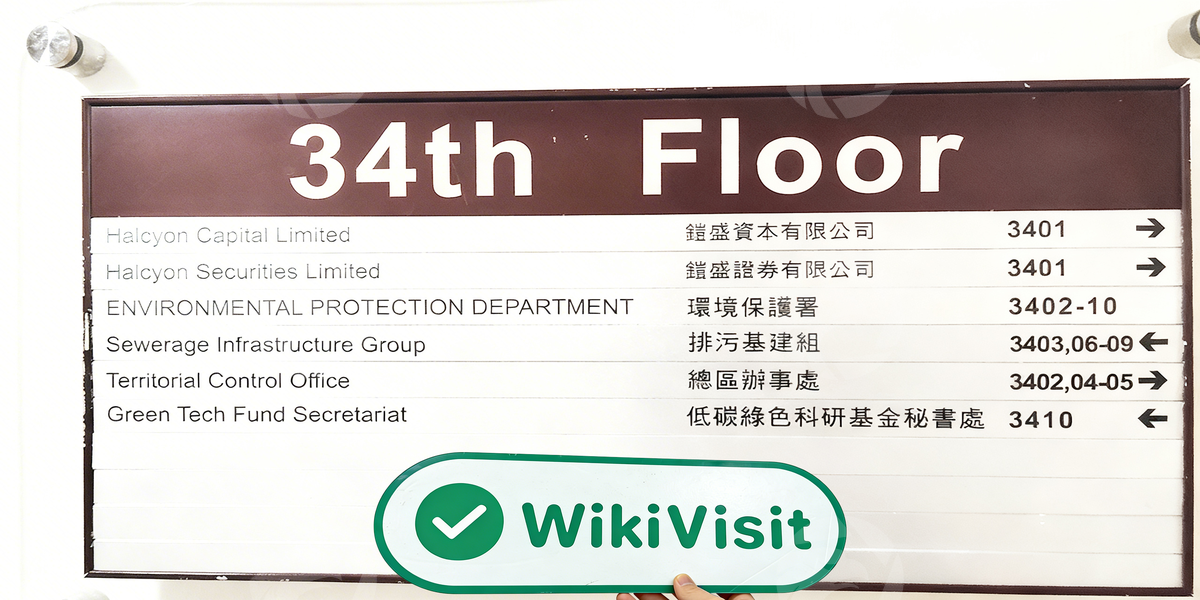 34th Floor
Halcyon Capital Limited 鎧盛資本有限公司 3401 →
Halcyon Securities Limited 鎧盛證券有限公司 3401 →
ENVIRONMENTAL PROTECTION DEPARTMENT 環境保護署 3402-10
Sewerage Infrastructure Group 排污基建組 3403,06-09 ←
Territorial Control Office 總區辦事處 3402,04-05 →
Green Tech Fund Secretariat 低碳綠色科研基金秘書處 3410 ←
WikiVisit